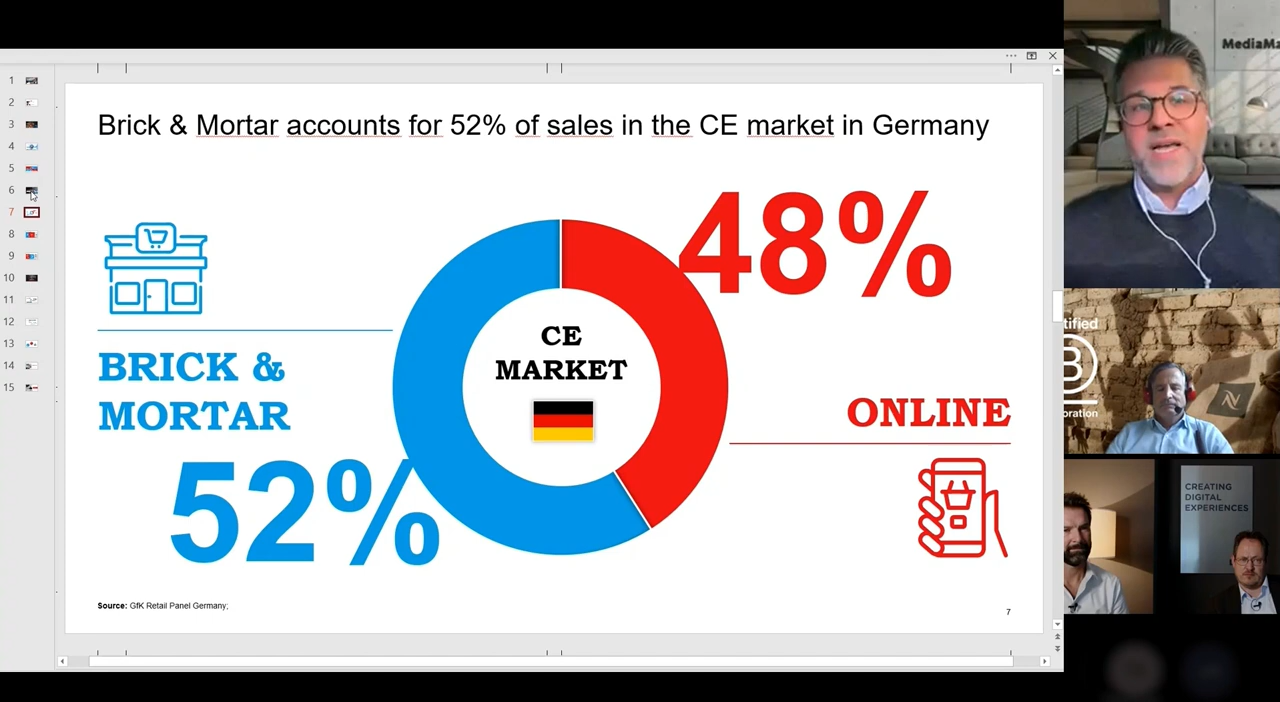 Brick & Mortar accounts for 52% of sales in the CE market in Germany
48%
BRICK &
MORTAR
52%
CE
MARKET
ONLINE
Source: GfK Retail Panel Germany;
7
1
2
3
4
5
6
7
8
9
10
11
12
13
14
15
MediaMa
tified
B
oration
N
CREATING
DIGITAL
EXPERIENCES